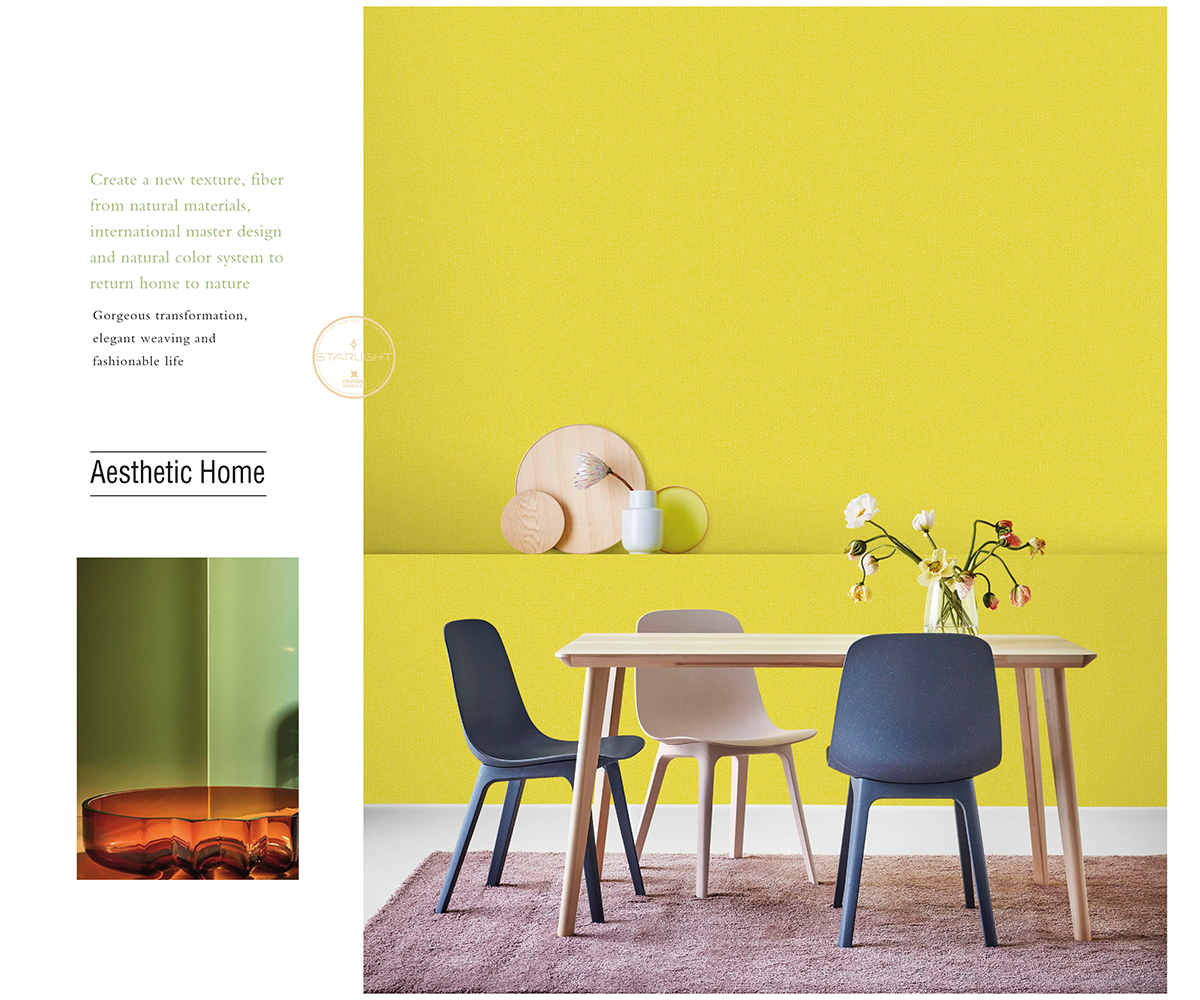 Create a new texture, fiber
from natural materials,
international master design
and natural color system to
return home to nature
Gorgeous transformation,
elegant weaving and
fashionable life
STARLIGHT
Aesthetic Home